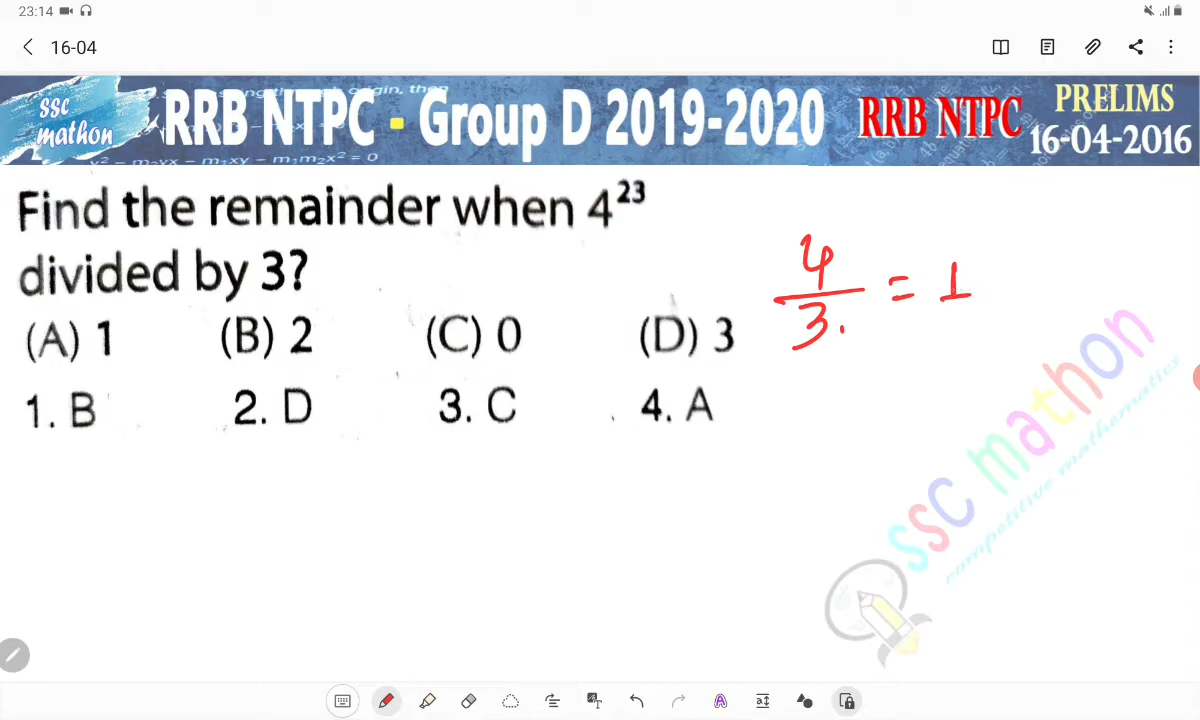 23:14
16-04
ssc mathon
RRB NTPC - Group D 2019-2020
RRB NTPC
PRELIMS
16-04-2016
Find the remainder when 4²³
divided by 3?
(A) 1 (B) 2 (C) 0 (D) 3
1. B 2. D 3. C 4. A
4/3. = 1
SSC mathon
competitive mathematics